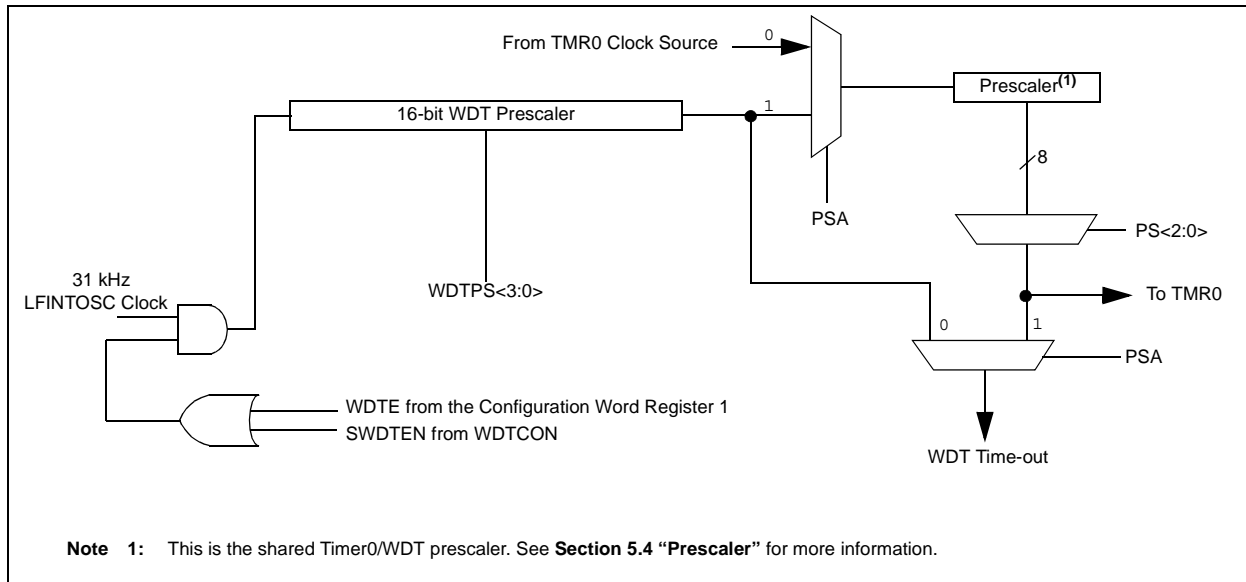 From TMR0 Clock Source
0
Prescaler(1)
16-bit WDT Prescaler
1
8
PSA
PS<2:0>
31 kHz
LFINTOSC Clock
WDTPS<3:0>
To TMR0
0
1
PSA
WDTE from the Configuration Word Register 1
SWDTEN from WDTCON
WDT Time-out
Note 1: This is the shared Timer0/WDT prescaler. See Section 5.4 “Prescaler” for more information.